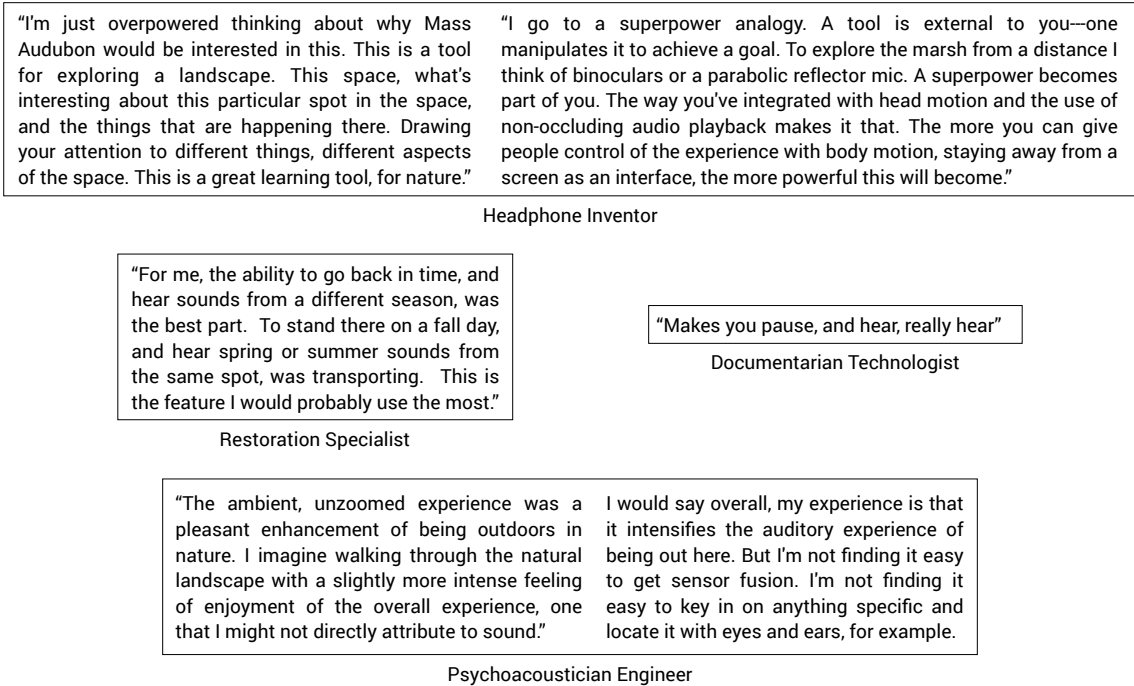 “I'm just overpowered thinking about why Mass
Audubon would be interested in this. This is a tool
for exploring a landscape. This space, what's
interesting about this particular spot in the space,
and the things that are happening there. Drawing
your attention to different things, different aspects
of the space. This is a great learning tool, for nature.”
“I go to a superpower analogy. A tool is external to you---one
manipulates it to achieve a goal. To explore the marsh from a distance I
think of binoculars or a parabolic reflector mic. A superpower becomes
part of you. The way you've integrated with head motion and the use of
non-occluding audio playback makes it that. The more you can give
people control of the experience with body motion, staying away from a
screen as an interface, the more powerful this will become.”
Headphone Inventor
“For me, the ability to go back in time, and
hear sounds from a different season, was
the best part. To stand there on a fall day,
and hear spring or summer sounds from
the same spot, was transporting. This is
the feature I would probably use the most.”
Restoration Specialist
“Makes you pause, and hear, really hear”
Documentarian Technologist
“The ambient, unzoomed experience was a
pleasant enhancement of being outdoors in
nature. I imagine walking through the natural
landscape with a slightly more intense feeling
of enjoyment of the overall experience, one
that I might not directly attribute to sound.”
I would say overall, my experience is that
it intensifies the auditory experience of
being out here. But I'm not finding it easy
to get sensor fusion. I'm not finding it
easy to key in on anything specific and
locate it with eyes and ears, for example.
Psychoacoustician Engineer